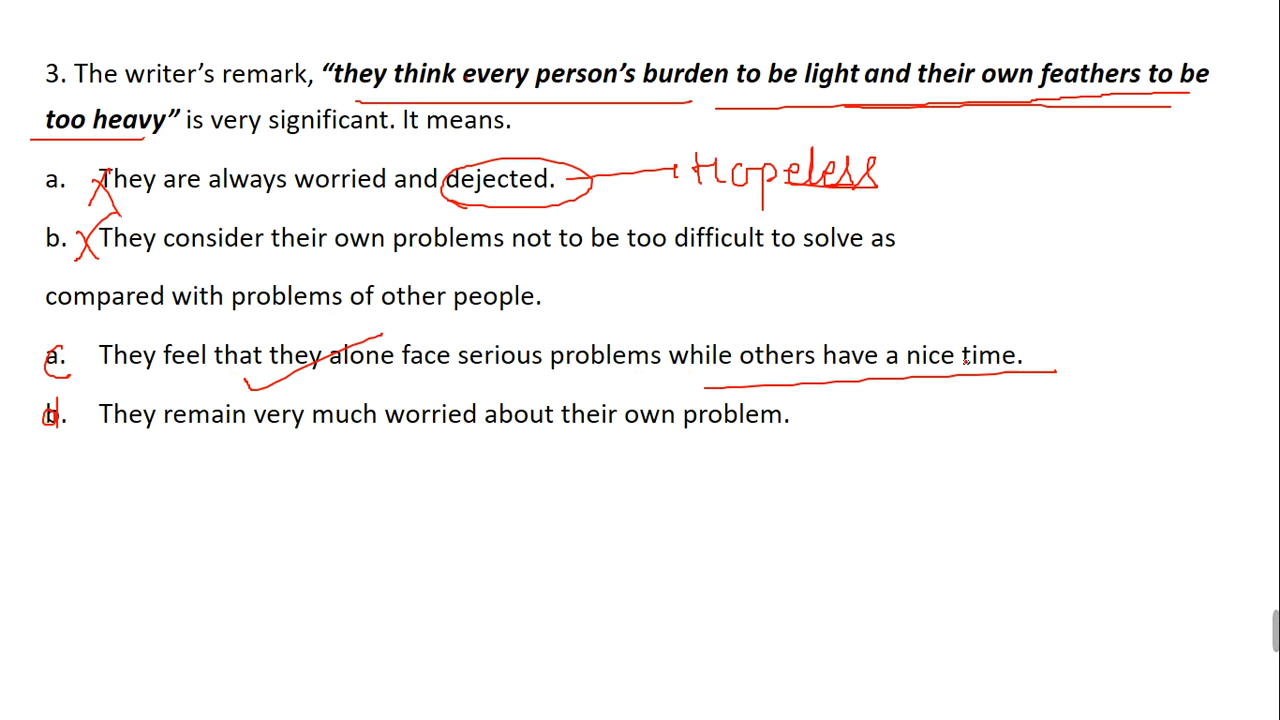 3. The writer’s remark, “they think every person’s burden to be light and their own feathers to be
too heavy” is very significant. It means.
a. They are always worried and dejected. Hopeless
b. They consider their own problems not to be too difficult to solve as
compared with problems of other people.
c. They feel that they alone face serious problems while others have a nice time.
d. They remain very much worried about their own problem.